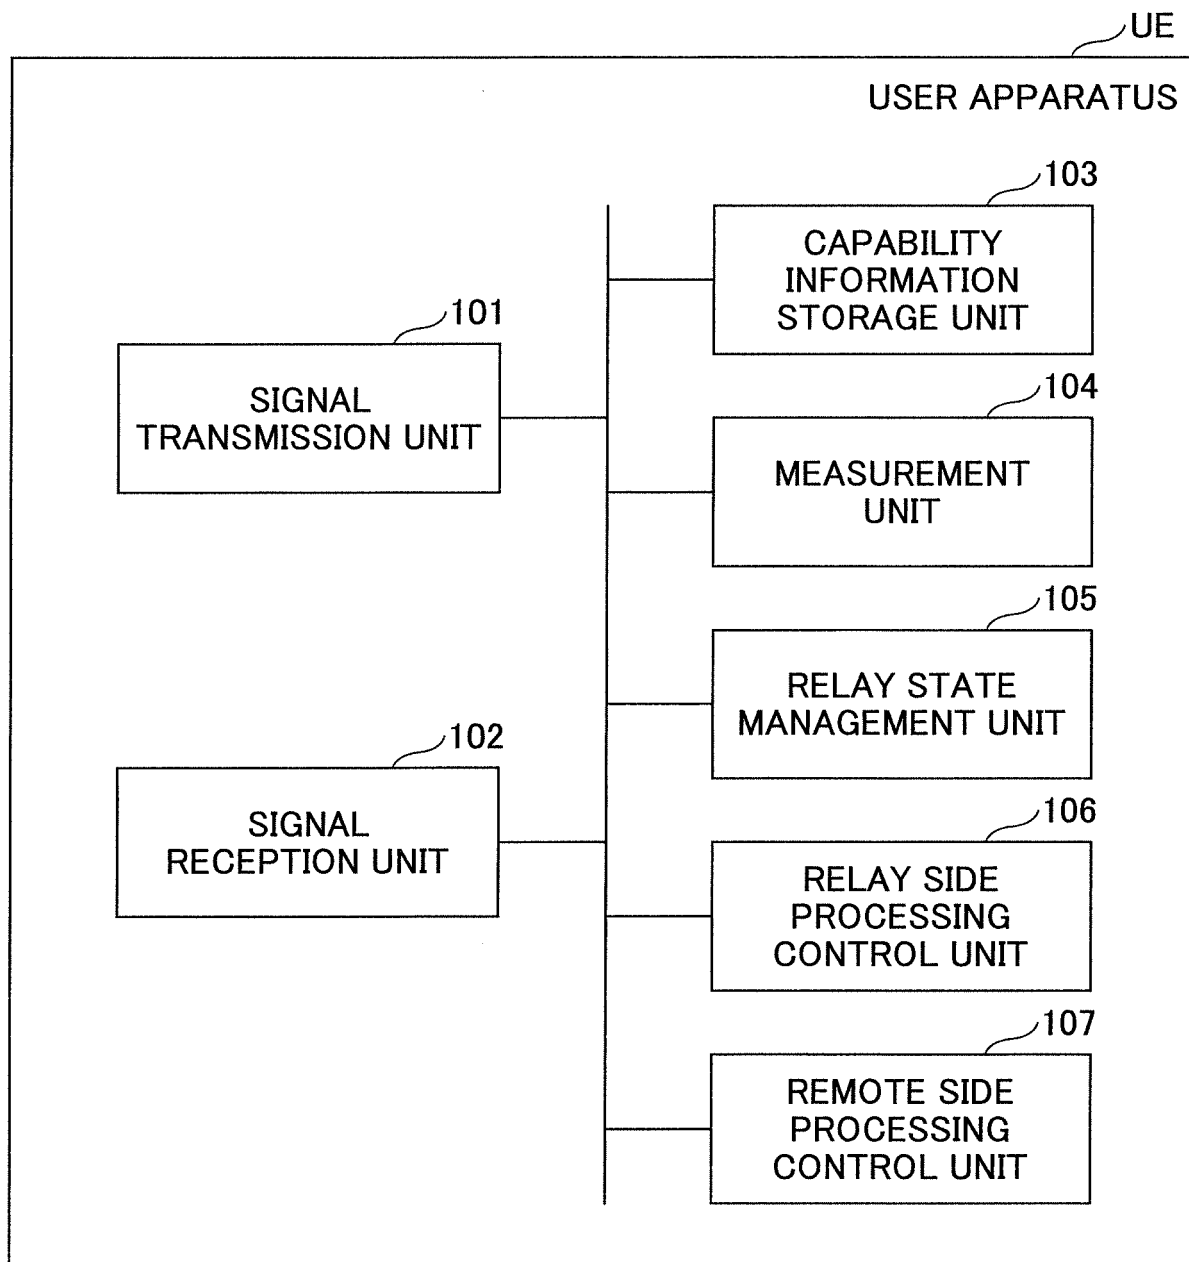 UE
USER APPARATUS
103
CAPABILITY
INFORMATION
STORAGE UNIT
101
SIGNAL
TRANSMISSION UNIT
104
MEASUREMENT
UNIT
105
RELAY STATE
MANAGEMENT UNIT
102
SIGNAL
RECEPTION UNIT
106
RELAY SIDE
PROCESSING
CONTROL UNIT
107
REMOTE SIDE
PROCESSING
CONTROL UNIT